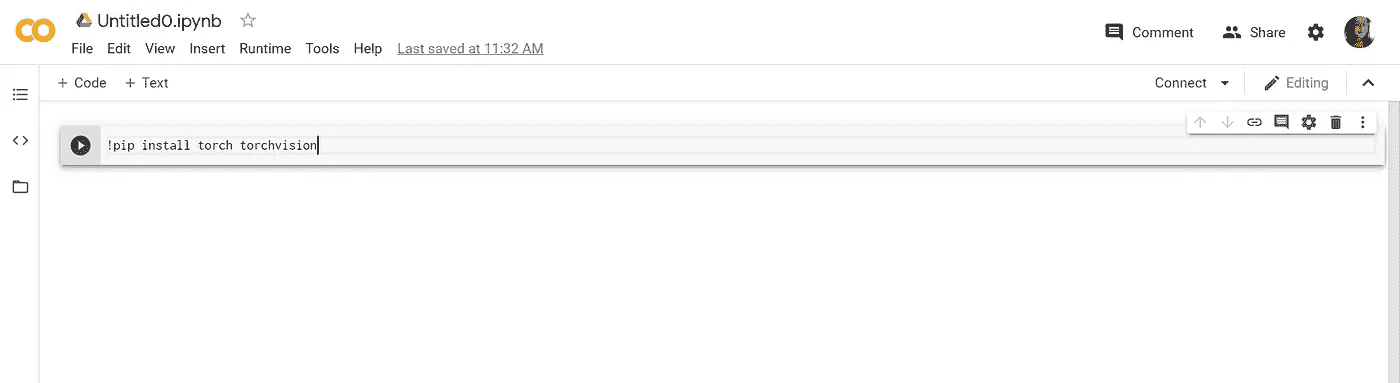 Untitled0.ipynb
File Edit View Insert Runtime Tools Help Last saved at 11:32 AM
Comment Share
+ Code + Text
Connect Editing
!pip install torch torchvision